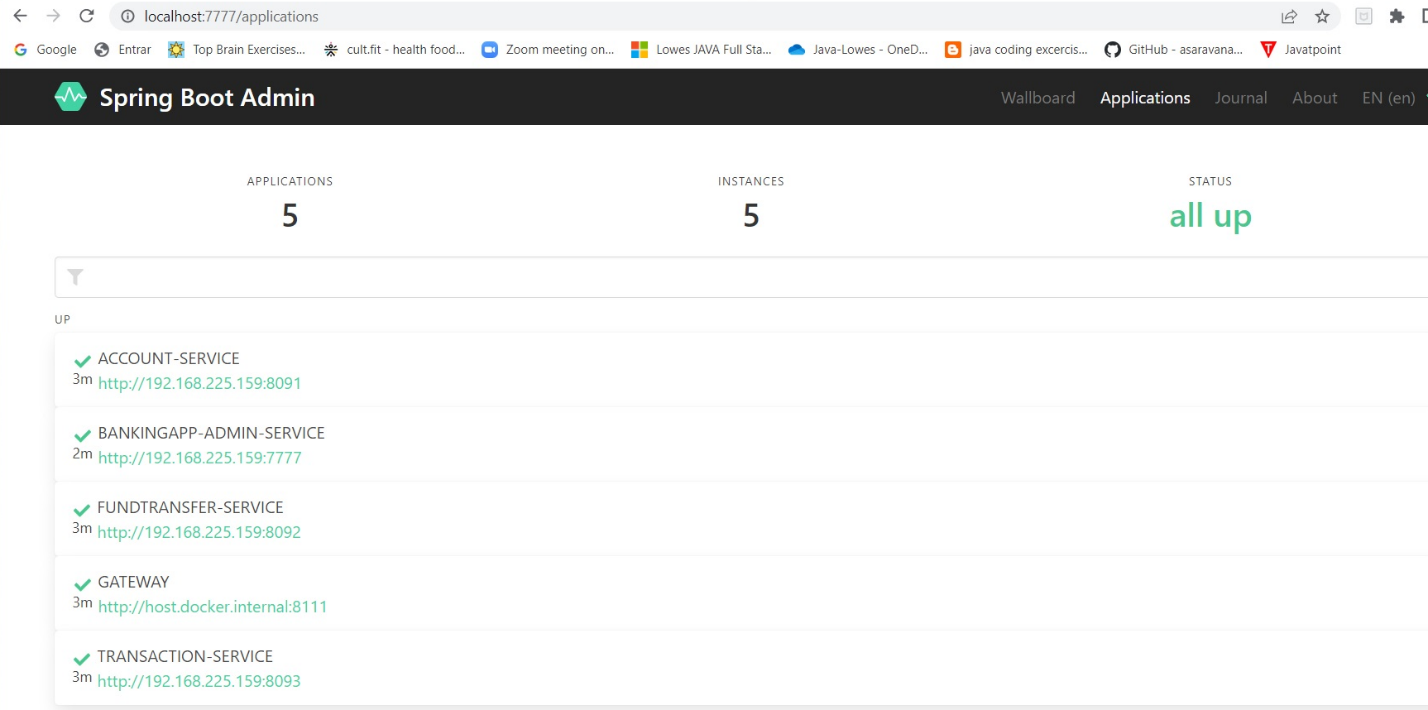 localhost:7777/applications
Google Entrar Top Brain Exercises... cult.fit - health food... Zoom meeting on... Lowes JAVA Full Sta... Java-Lowes - OneD... java coding excercis... GitHub - asaravana... Javatpoint
Spring Boot Admin Wallboard Applications Journal About EN (en)
APPLICATIONS INSTANCES STATUS
5 5 all up
UP
ACCOUNT-SERVICE
3m http://192.168.225.159:8091
BANKINGAPP-ADMIN-SERVICE
2m http://192.168.225.159:7777
FUNDTRANSFER-SERVICE
3m http://192.168.225.159:8092
GATEWAY
3m http://host.docker.internal:8111
TRANSACTION-SERVICE
3m http://192.168.225.159:8093